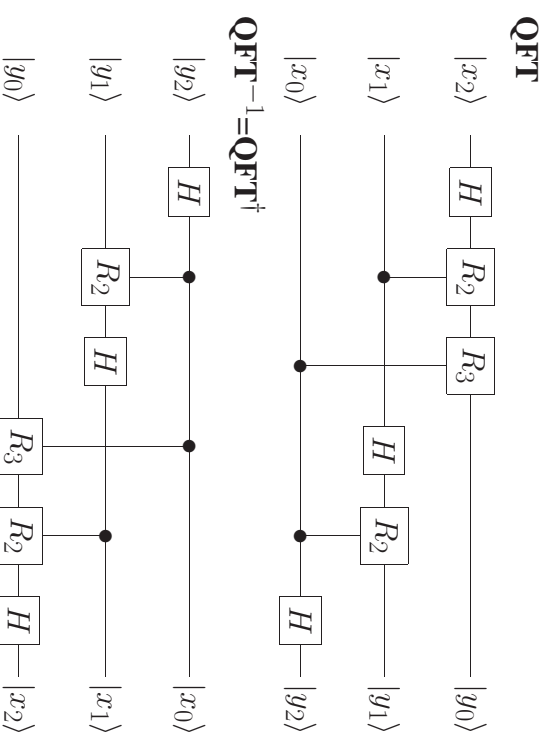 QFT
|x₂⟩ H R₂ R₃ |y₀⟩
|x₁⟩ H R₂ |y₁⟩
|x₀⟩ H |y₂⟩
QFT⁻¹=QFT†
|y₂⟩ H |x₀⟩
|y₁⟩ R₂ H |x₁⟩
|y₀⟩ R₃ R₂ H |x₂⟩